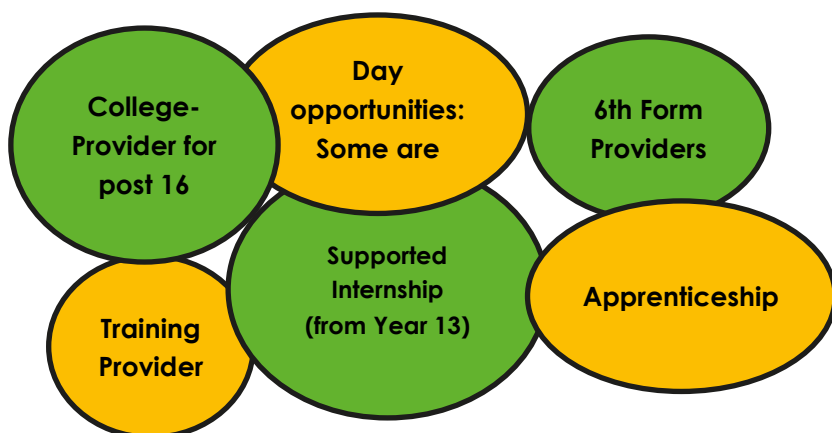 College-
Provider for
post 16
Day
opportunities:
Some are
6th Form
Providers
Training
Provider
Supported
Internship
(from Year 13)
Apprenticeship